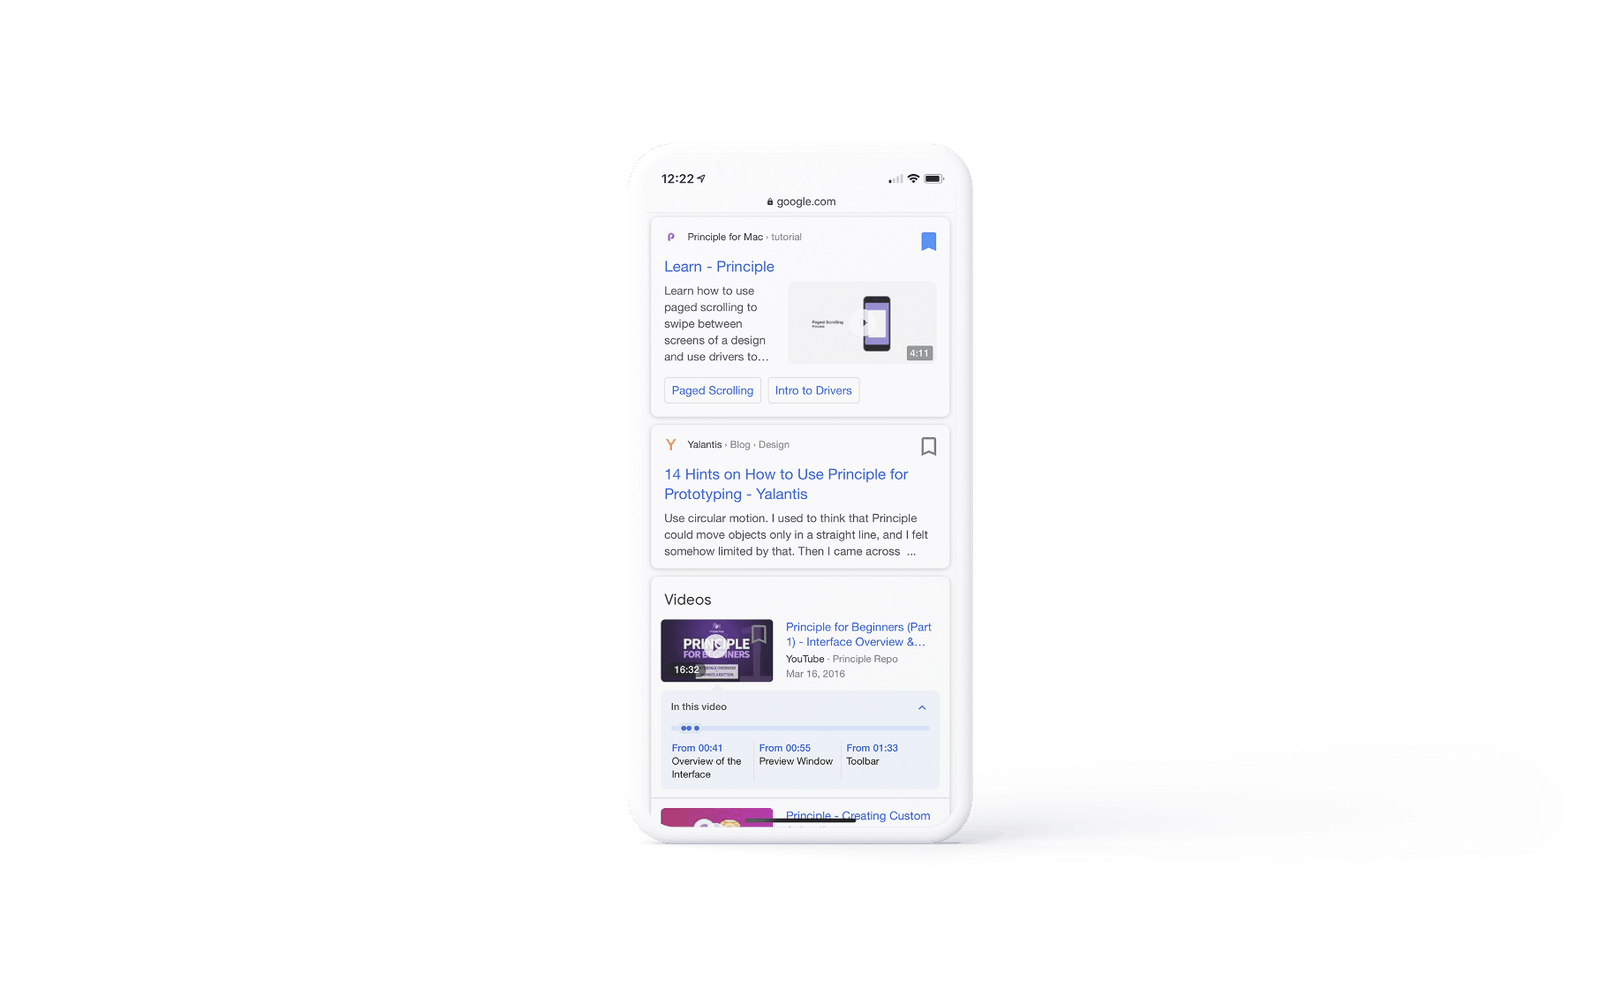 12:22
google.com
Principle for Mac › tutorial
Learn - Principle
Learn how to use
paged scrolling to
swipe between
screens of a design
and use drivers to...
Paged Scrolling
Principle
4:11
Paged Scrolling
Intro to Drivers
Yalantis › Blog › Design
14 Hints on How to Use Principle for
Prototyping - Yalantis
Use circular motion. I used to think that Principle
could move objects only in a straight line, and I felt
somehow limited by that. Then I came across ...
Videos
PRINCIPLE
FOR BEGINNERS
16:32
Principle for Beginners (Part
1) - Interface Overview &...
YouTube · Principle Repo
Mar 16, 2016
In this video
From 00:41
Overview of the
Interface
From 00:55
Preview Window
From 01:33
Toolbar
Principle - Creating Custom